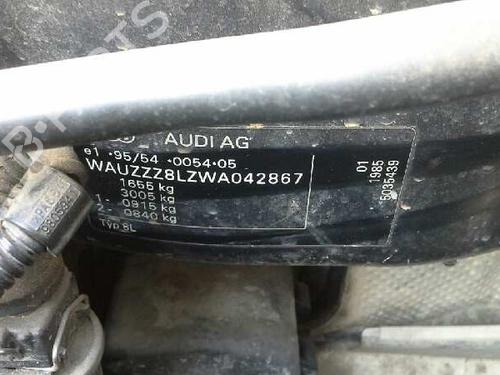 AUDI AG
e1 *95/54 *0054*05
WAUZZZ8LZWA042867
1655 kg
3005 kg
1- 0915 kg
2- 0840 kg
Typ 8L
01
1985
5035439